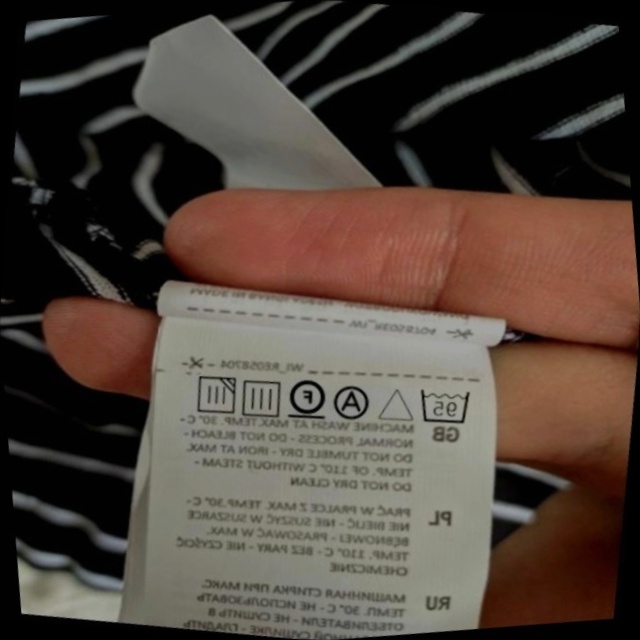 WI_RE058704
95 A F
GB
MACHINE WASH AT MAX.TEMP. 30°C -
NORMAL PROCESS - DO NOT BLEACH -
DO NOT TUMBLE DRY - IRON AT MAX.
TEMP. OF 110°C WITHOUT STEAM -
DO NOT DRY CLEAN
PL
PRAĆ W PRALCE Z MAX. TEMP.30°C -
NIE BIELIĆ - NIE SUSZYĆ W SUSZARCE
BĘBNOWEJ - PRASOWAĆ W MAX.
TEMP. 110°C - BEZ PARY - NIE CZYŚCIĆ
CHEMICZNIE
RU
МАШИННАЯ СТИРКА ПРИ МАКС.
ТЕМП. 30°C - НЕ ИСПОЛЬЗОВАТЬ
ОТБЕЛИВАТЕЛИ - НЕ СУШИТЬ В
СУШИЛКЕ - ГЛАДИТЬ